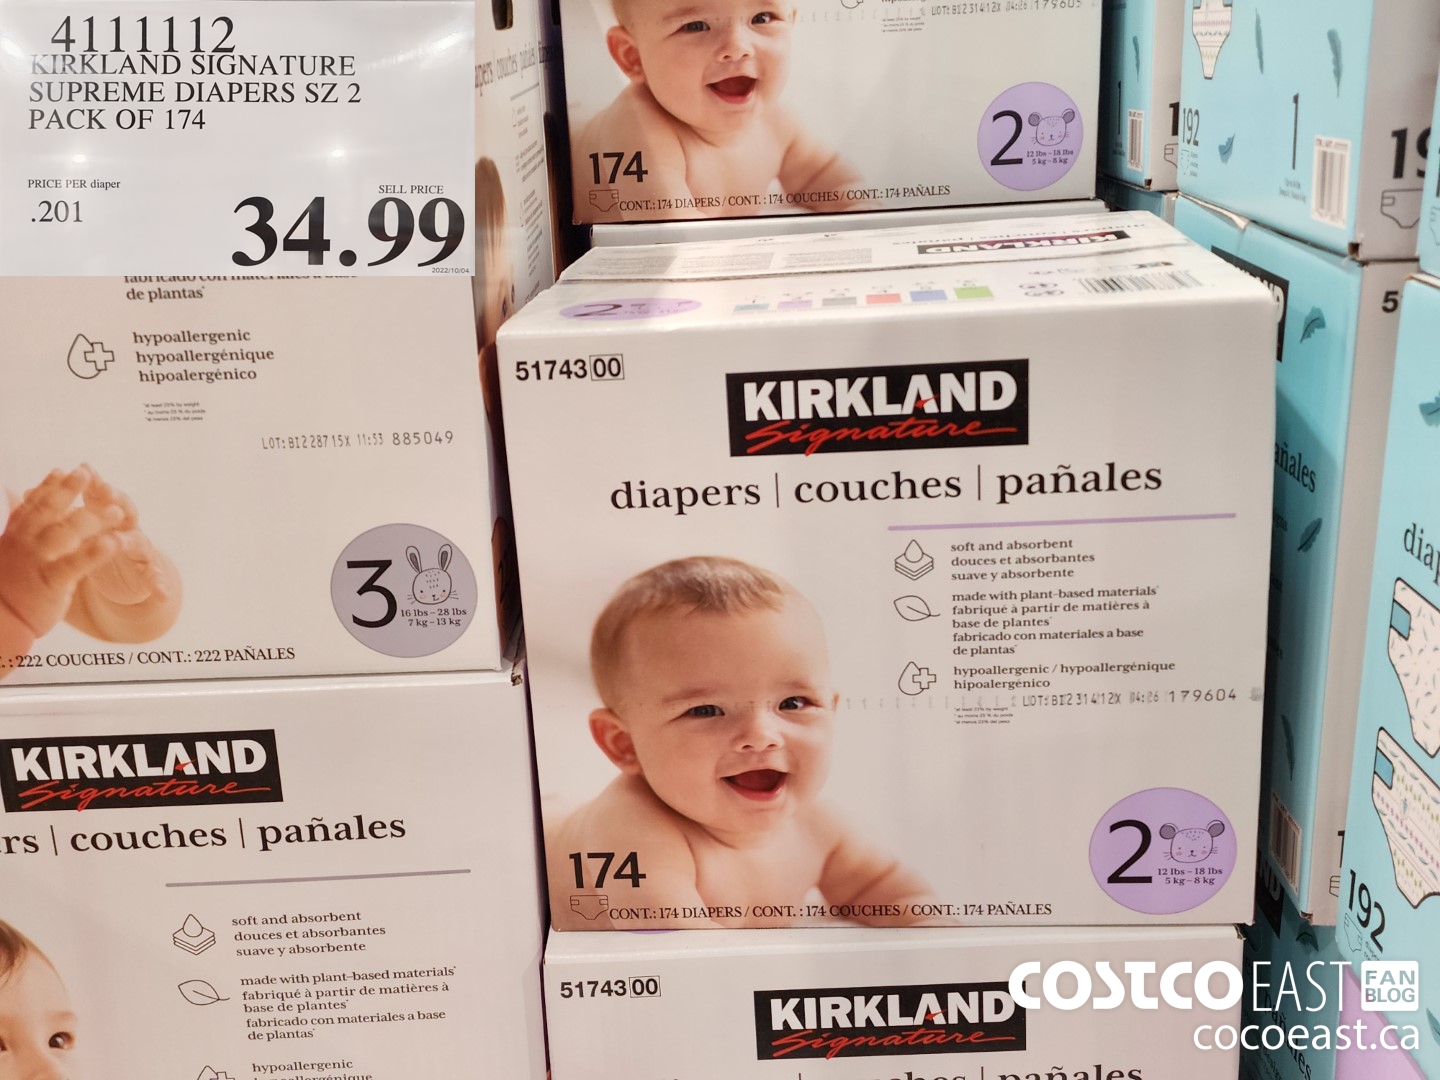 4111112
KIRKLAND SIGNATURE
SUPREME DIAPERS SZ 2
PACK OF 174
PRICE PER diaper
.201
SELL PRICE
34.99
2022/10/04
de plantas*
hypoallergenic
hypoallergénique
hipoalergénico
LOT:BI228715X 11:53 885049
3
16 lbs – 28 lbs
7 kg – 13 kg
222 COUCHES / CONT.: 222 PAÑALES
KIRKLAND
Signature
couches | pañales
soft and absorbent
douces et absorbantes
suave y absorbente
made with plant-based materials*
fabriqué à partir de matières à
base de plantes*
fabricado con materiales a base
de plantas*
hypoallergenic
174
CONT.: 174 DIAPERS / CONT. : 174 COUCHES / CONT.: 174 PAÑALES
2
12 lbs – 18 lbs
5 kg – 8 kg
KIRKLAND
2
51743 00
KIRKLAND
Signature
diapers | couches | pañales
soft and absorbent
douces et absorbantes
suave y absorbente
made with plant-based materials*
fabriqué à partir de matières à
base de plantes*
fabricado con materiales a base
de plantas*
hypoallergenic / hypoallergénique
hipoalergénico
LOT:BI231412X 04:26 179604
174
CONT.: 174 DIAPERS / CONT. : 174 COUCHES / CONT.: 174 PAÑALES
2
12 lbs – 18 lbs
5 kg – 8 kg
51743 00
KIRKLAND
Signature
pañales
1
192
1
192
COSTCO EAST FAN BLOG
cocoeast.ca